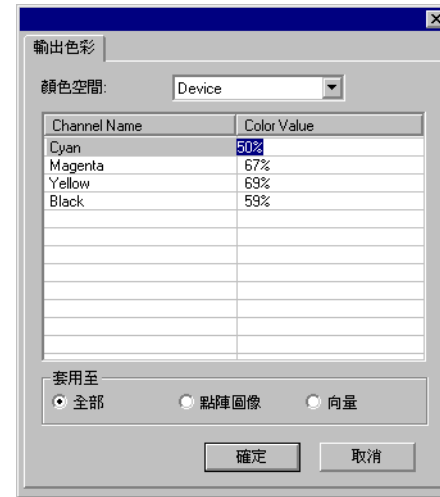 輸出色彩
顏色空間: Device
Channel Name Color Value
Cyan 50%
Magenta 67%
Yellow 69%
Black 59%
套用至
全部 點陣圖像 向量
確定 取消